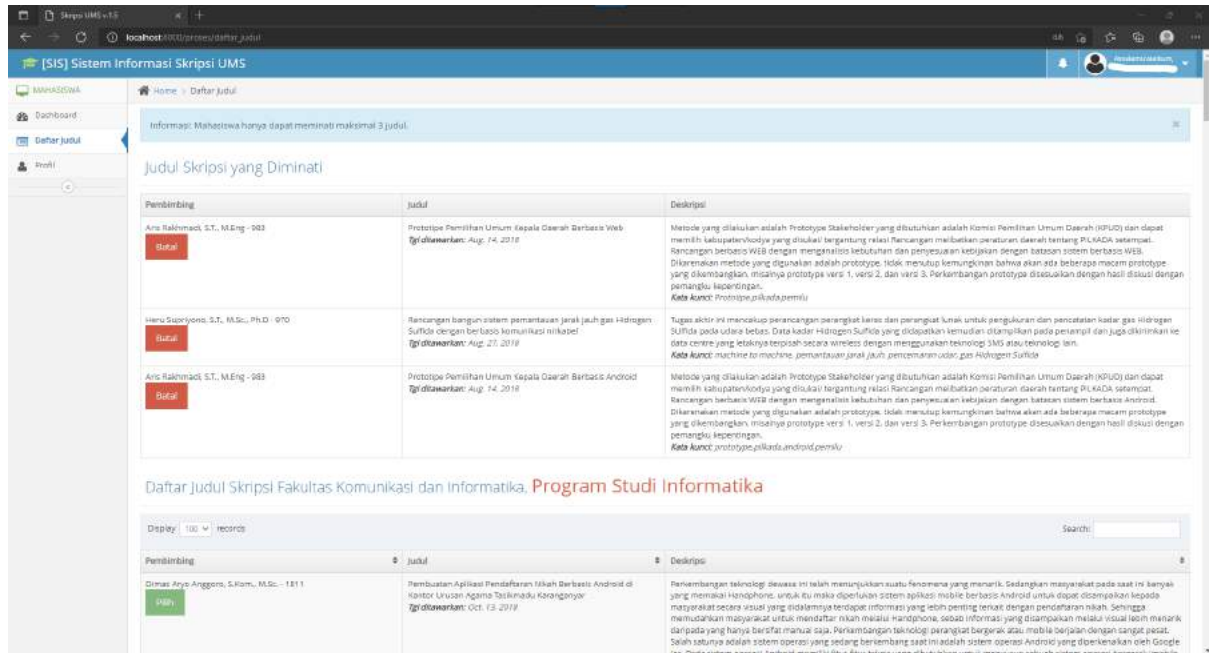 Skripsi UMS v.1.5
localhost:8000/proses/daftar_judul
[SIS] Sistem Informasi Skripsi UMS
MAHASISWA
Home > Daftar Judul
Dashboard
Daftar Judul
Profil
Informasi: Mahasiswa hanya dapat meminati maksimal 3 judul.
Judul Skripsi yang Diminati
Pembimbing Judul Deskripsi
Aris Rakhmadi, S.T., M.Eng - 983
Batal
Prototipe Pemilihan Umum Kepala Daerah Berbasis Web
Tgl ditawarkan: Aug. 14, 2018
Metode yang dilakukan adalah Prototype Stakeholder yang dibutuhkan adalah Komisi Pemilihan Umum Daerah (KPUD) dan dapat
memilih kabupaten/kodya yang disukai/ tergantung relasi Rancangan melibatkan peraturan daerah tentang PILKADA setempat.
Rancangan berbasis WEB dengan menganalisis kebutuhan dan penyesuaian kebijakan dengan batasan sistem berbasis WEB.
Dikarenakan metode yang digunakan adalah prototype, tidak menutup kemungkinan bahwa akan ada beberapa macam prototype
yang dikembangkan, misalnya prototype versi 1, versi 2, dan versi 3. Perkembangan prototype disesuaikan dengan hasil diskusi dengan
pemangku kepentingan.
Kata kunci: Prototipe,pilkada,pemilu
Heru Supriyono, S.T., M.Sc., Ph.D - 970
Batal
Rancangan bangun sistem pemantauan jarak jauh gas Hidrogen
Sulfida dengan berbasis komunikasi nirkabel
Tgl ditawarkan: Aug. 27, 2018
Tugas akhir ini mencakup perancangan perangkat keras dan perangkat lunak untuk pengukuran dan pencatatan kadar gas Hidrogen
Sulfida pada udara bebas. Data kadar Hidrogen Sulfida yang didapatkan kemudian ditampilkan pada penampil dan juga dikirimkan ke
data centre yang letaknya terpisah secara wireless dengan menggunakan teknologi SMS atau teknologi lain.
Kata kunci: machine to machine, pemantauan jarak jauh, pencemaran udar, gas Hidrogen Sulfida
Aris Rakhmadi, S.T., M.Eng - 983
Batal
Prototipe Pemilihan Umum Kepala Daerah Berbasis Android
Tgl ditawarkan: Aug. 14, 2018
Metode yang dilakukan adalah Prototype Stakeholder yang dibutuhkan adalah Komisi Pemilihan Umum Daerah (KPUD) dan dapat
memilih kabupaten/kodya yang disukai/ tergantung relasi Rancangan melibatkan peraturan daerah tentang PILKADA setempat.
Rancangan berbasis WEB dengan menganalisis kebutuhan dan penyesuaian kebijakan dengan batasan sistem berbasis Android.
Dikarenakan metode yang digunakan adalah prototype, tidak menutup kemungkinan bahwa akan ada beberapa macam prototype
yang dikembangkan, misalnya prototype versi 1, versi 2, dan versi 3. Perkembangan prototype disesuaikan dengan hasil diskusi dengan
pemangku kepentingan.
Kata kunci: prototype,pilkada,android,pemilu
Daftar Judul Skripsi Fakultas Komunikasi dan Informatika, Program Studi Informatika
Display 100 records
Search:
Pembimbing Judul Deskripsi
Dimas Aryo Anggoro, S.Kom., M.Sc. - 1811
Pilih
Pembuatan Aplikasi Pendaftaran Nikah Berbasis Android di
Kantor Urusan Agama Tasikmadu Karanganyar
Tgl ditawarkan: Oct. 13, 2018
Perkembangan teknologi dewasa ini telah menunjukkan suatu fenomena yang menarik. Sedangkan masyarakat pada saat ini banyak
yang memakai Handphone, untuk itu maka diperlukan sistem aplikasi mobile berbasis Android untuk dapat disampaikan kepada
masyarakat secara visual yang didalamnya terdapat informasi yang lebih penting terkait dengan pendaftaran nikah. Sehingga
memudahkan masyarakat untuk mendaftar nikah melalui Handphone, sebab informasi yang disampaikan melalui visual lebih menarik
daripada yang hanya bersifat manual saja. Perkembangan teknologi perangkat bergerak atau mobile berjalan dengan sangat pesat.
Salah satunya adalah sistem operasi yang sedang berkembang saat ini adalah sistem operasi Android yang diperkenalkan oleh Google